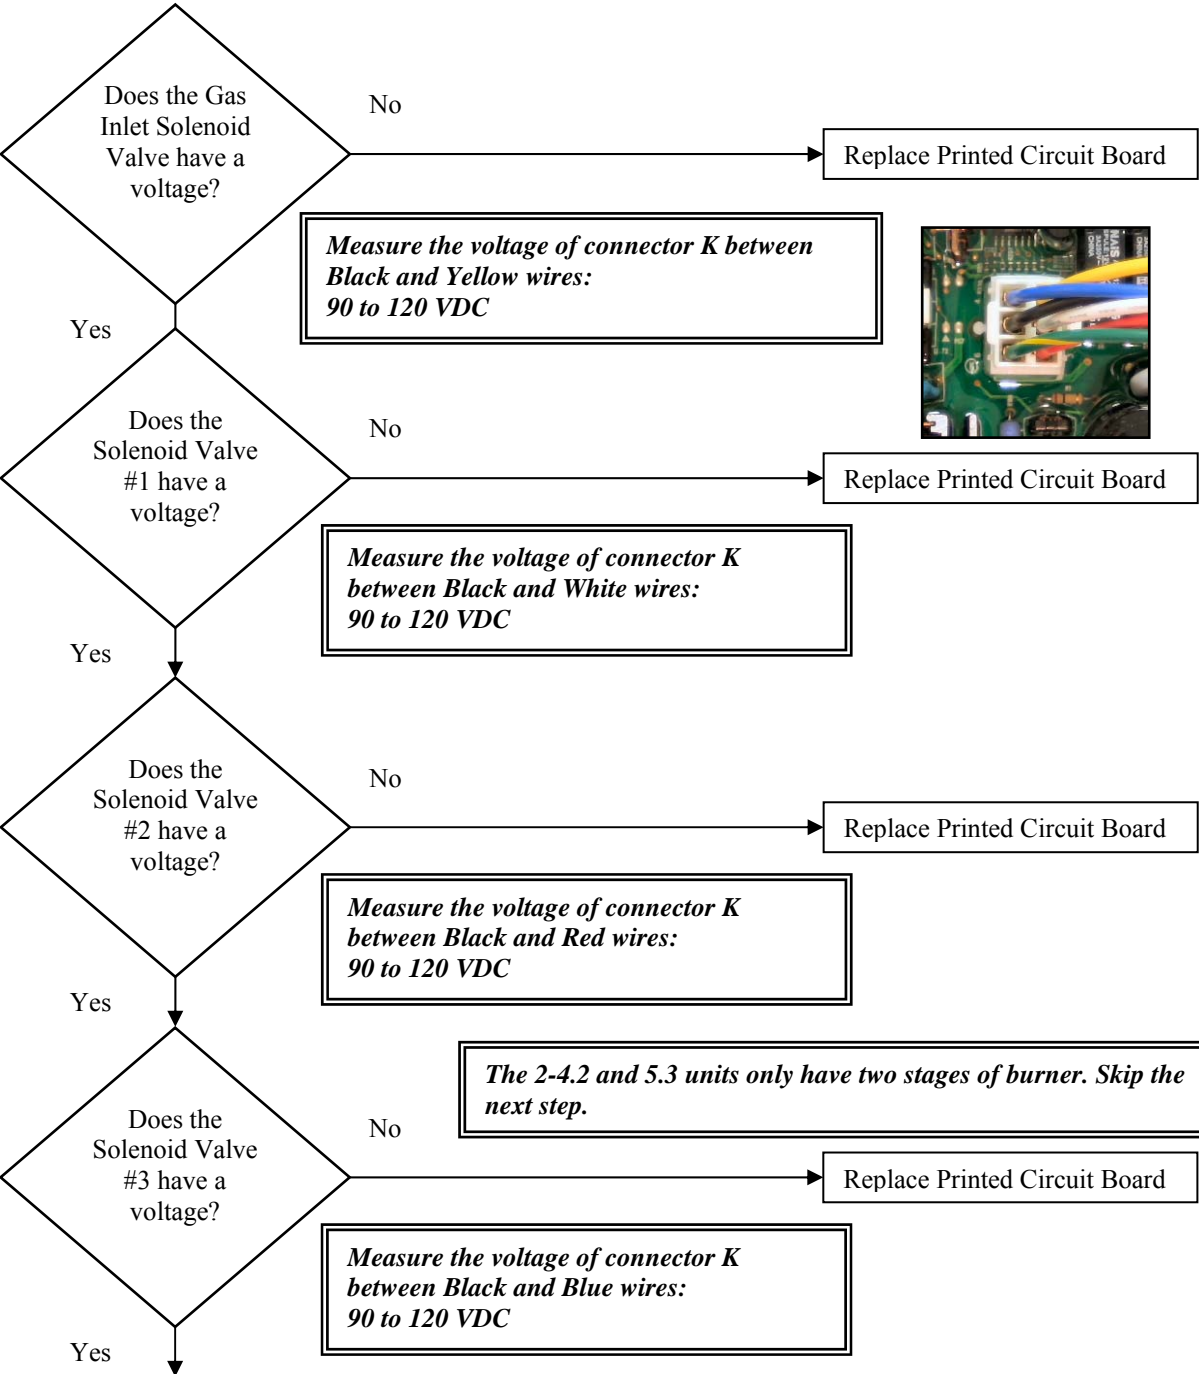 Does the Gas
Inlet Solenoid
Valve have a
voltage?
No
Replace Printed Circuit Board
Measure the voltage of connector K between
Black and Yellow wires:
90 to 120 VDC
Yes
Does the
Solenoid Valve
#1 have a
voltage?
No
Replace Printed Circuit Board
Measure the voltage of connector K
between Black and White wires:
90 to 120 VDC
Yes
Does the
Solenoid Valve
#2 have a
voltage?
No
Replace Printed Circuit Board
Measure the voltage of connector K
between Black and Red wires:
90 to 120 VDC
Yes
The 2-4.2 and 5.3 units only have two stages of burner. Skip the
next step.
Does the
Solenoid Valve
#3 have a
voltage?
No
Replace Printed Circuit Board
Measure the voltage of connector K
between Black and Blue wires:
90 to 120 VDC
Yes